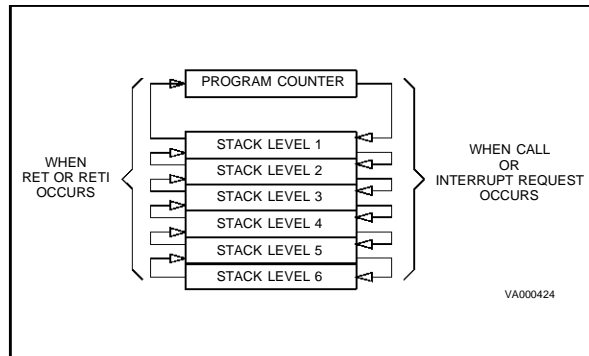 PROGRAM COUNTER
STACK LEVEL 1
STACK LEVEL 2
STACK LEVEL 3
STACK LEVEL 4
STACK LEVEL 5
STACK LEVEL 6
WHEN
RET OR RETI
OCCURS
WHEN CALL
OR
INTERRUPT REQUEST
OCCURS
VA000424